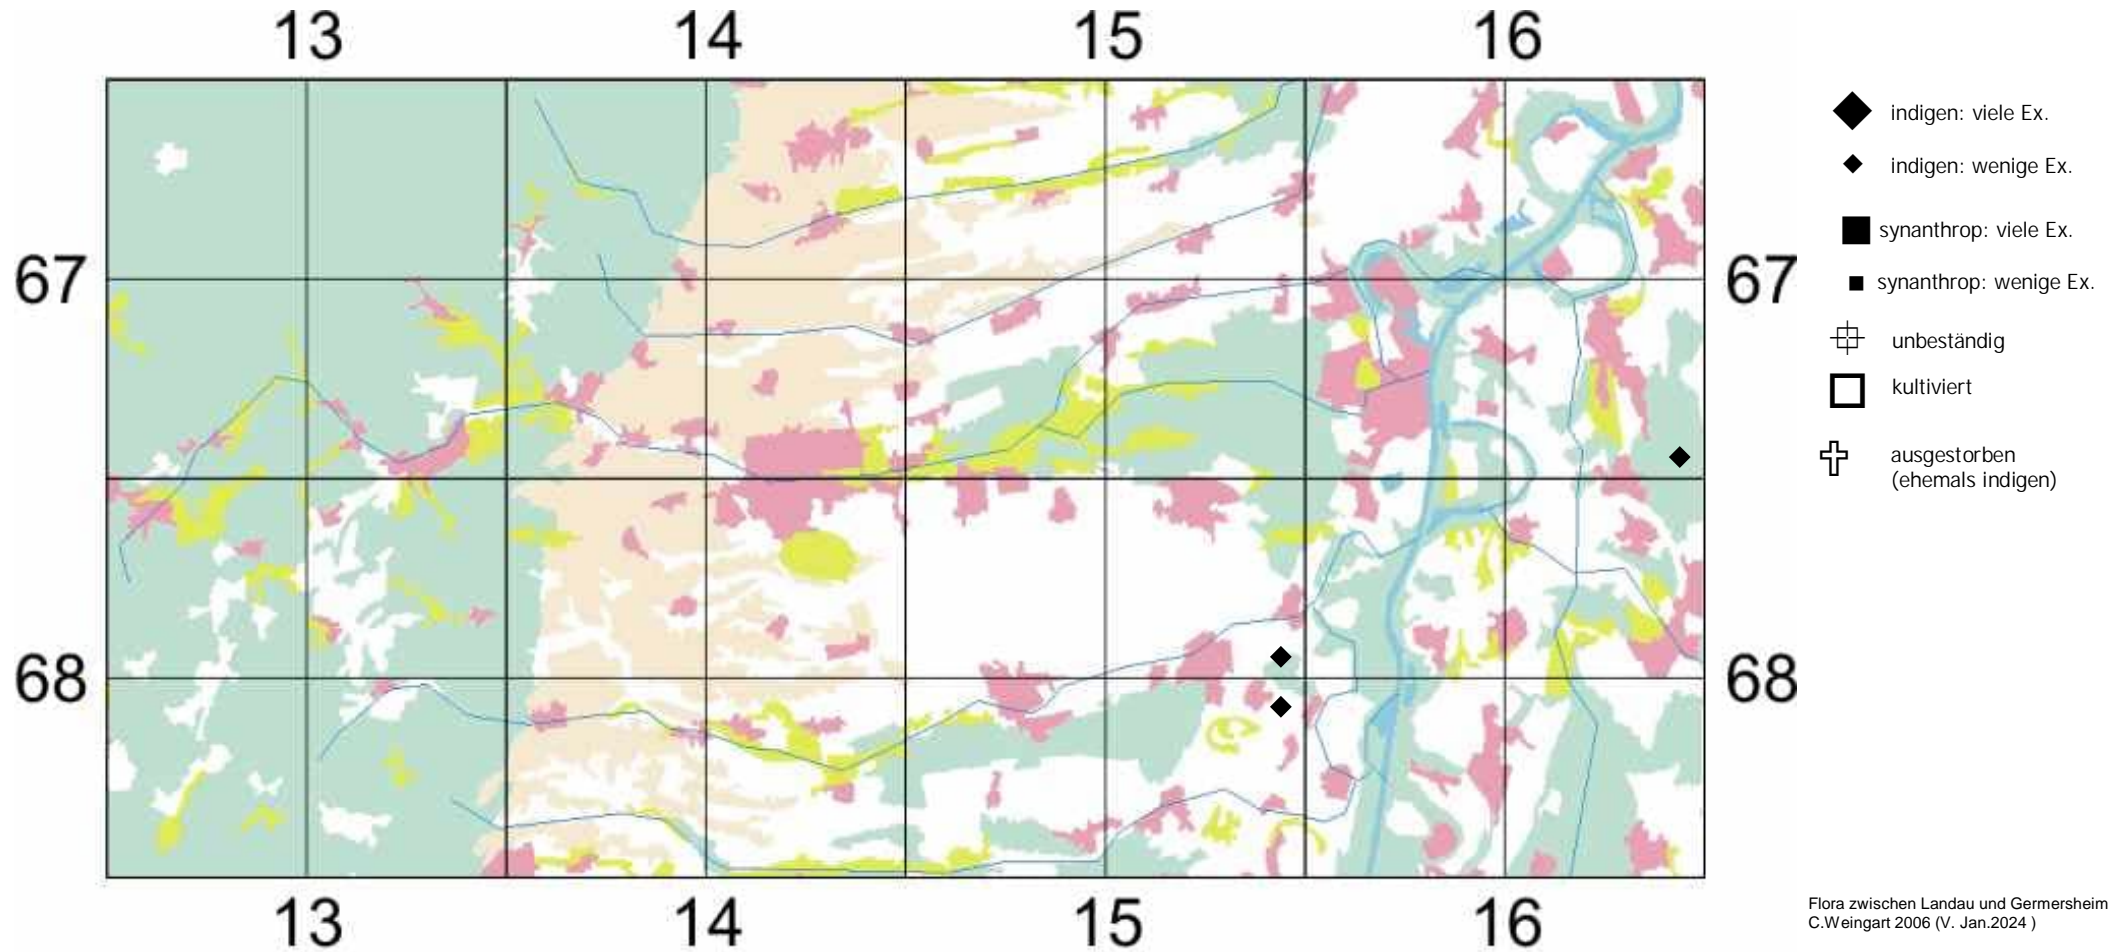 13 14 15 16
67 67
68 68
13 14 15 16
indigen: viele Ex.
indigen: wenige Ex.
synanthrop: viele Ex.
synanthrop: wenige Ex.
unbeständig
kultiviert
ausgestorben
(ehemals indigen)
Flora zwischen Landau und Germersheim
C.Weingart 2006 (V. Jan.2024 )